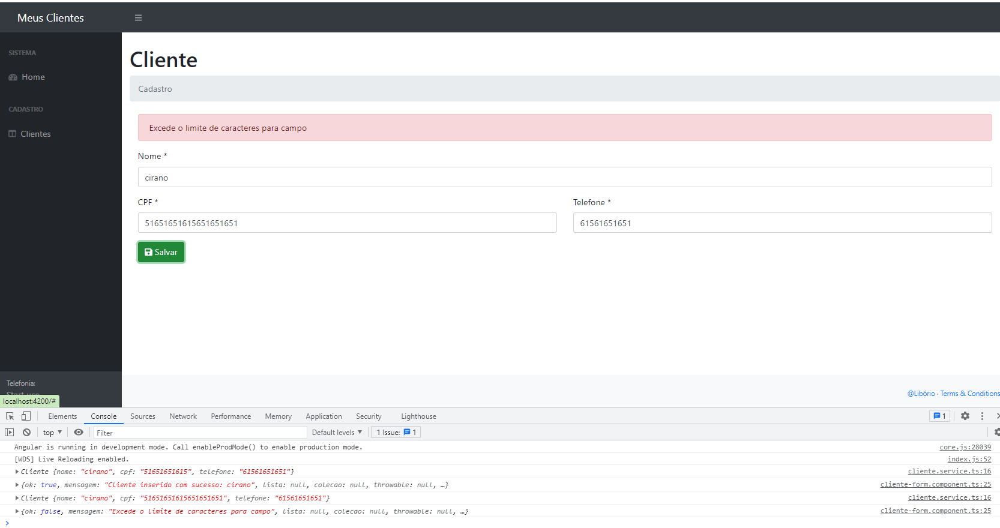 Meus Clientes
SISTEMA
Home
CADASTRO
Clientes
Cliente
Cadastro
Excede o limite de caracteres para campo
Nome *
cirano
CPF * Telefone *
51651651615651651651 61561651651
Salvar
Telefonia:
Start use
localhost:4200/#
@Libório · Terms & Conditions
Elements Console Sources Network Performance Memory Application Security Lighthouse 1
top Filter Default levels 1 Issue: 1
Angular is running in development mode. Call enableProdMode() to enable production mode. core.js:28039
[WDS] Live Reloading enabled. index.js:52
Cliente {nome: "cirano", cpf: "51651651615", telefone: "61561651651"} cliente.service.ts:16
{ok: true, mensagem: "Cliente inserido com sucesso: cirano", lista: null, colecao: null, throwable: null, …} cliente-form.component.ts:25
Cliente {nome: "cirano", cpf: "51651651615651651651", telefone: "61561651651"} cliente.service.ts:16
{ok: false, mensagem: "Excede o limite de caracteres para campo", lista: null, colecao: null, throwable: null, …} cliente-form.component.ts:25